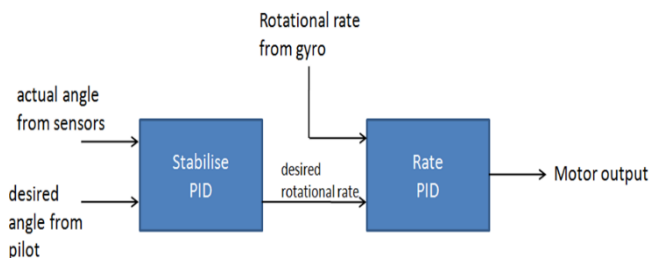 Rotational rate
from gyro
actual angle
from sensors
Stabilise
PID
desired
rotational rate
Rate
PID
Motor output
desired
angle from
pilot